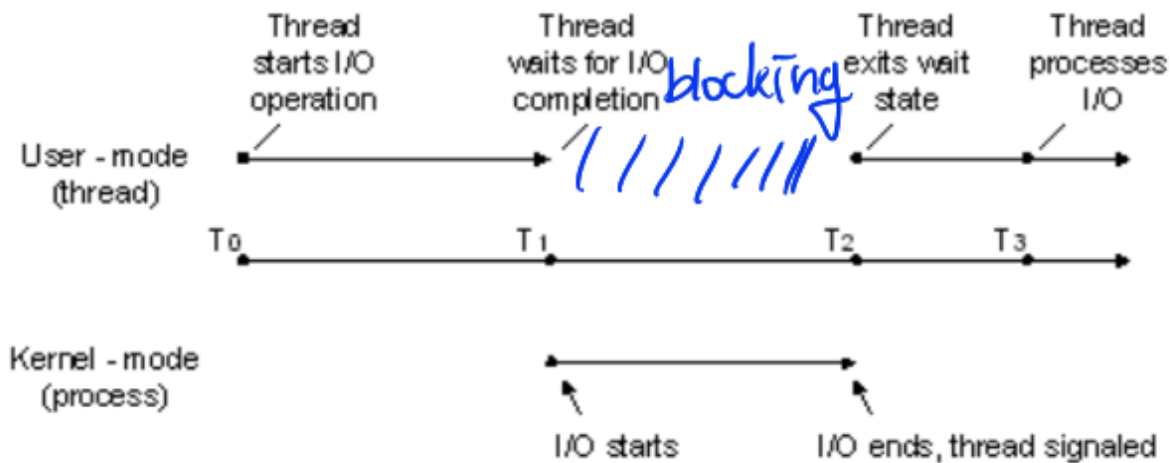 Thread
starts I/O
operation
Thread
waits for I/O
completion
blocking
Thread
exits wait
state
Thread
processes
I/O
User - mode
(thread)
T0
T1
T2
T3
Kernel - mode
(process)
I/O starts
I/O ends, thread signaled